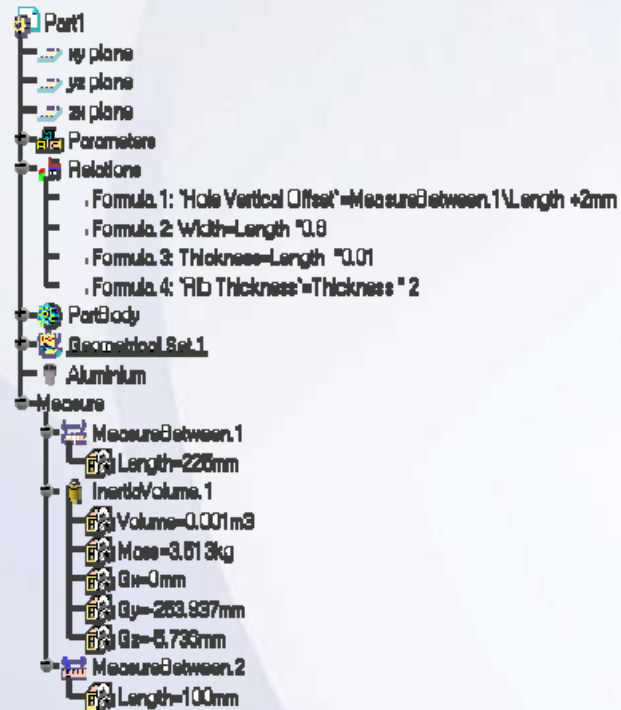 Part1
xy plane
yz plane
zx plane
Parameters
Relations
Formula.1: `Hole Vertical Offset`=MeasureBetween.1\Length +2mm
Formula.2: Width=Length *0.8
Formula.3: Thickness=Length *0.01
Formula.4: `Rib Thickness`=Thickness * 2
PartBody
Geometrical Set.1
Aluminium
Measure
MeasureBetween.1
Length=225mm
InertiaVolume.1
Volume=0.001m3
Mass=3.513kg
Gx=0mm
Gy=-253.937mm
Gz=-5.733mm
MeasureBetween.2
Length=100mm